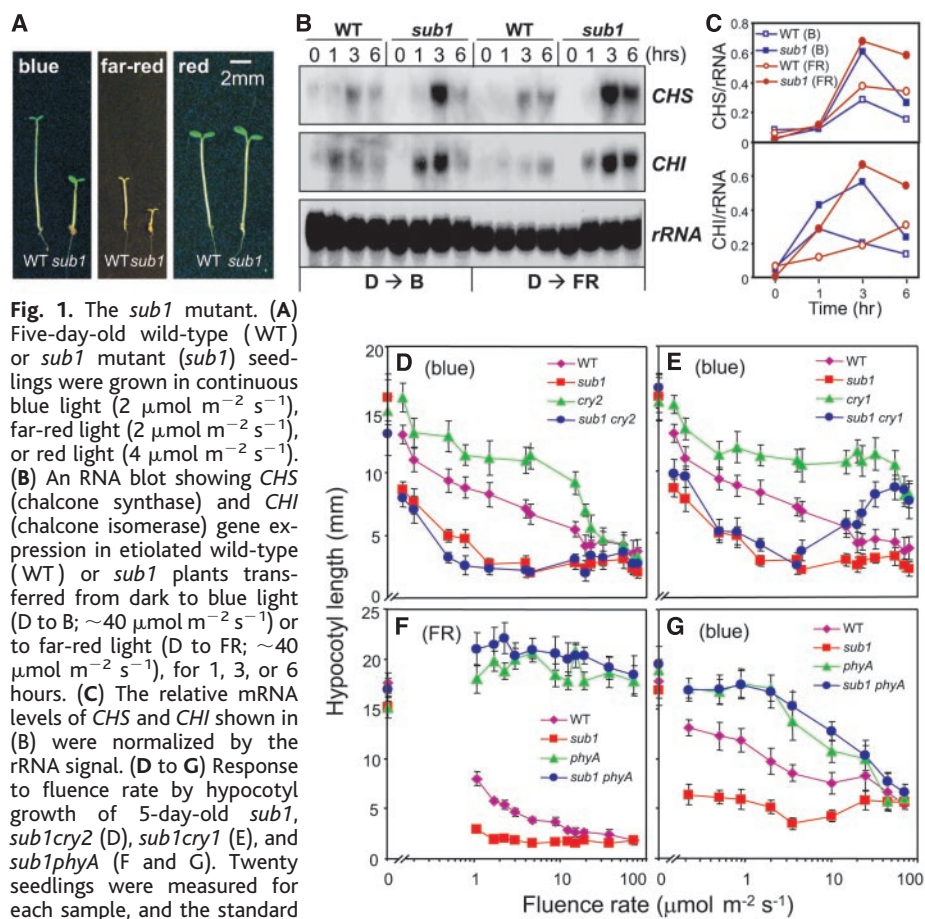 A
blue
far-red
red
2mm
WT sub1
WT sub1
WT sub1
B
WT sub1 WT sub1
0 1 3 6 0 1 3 6 0 1 3 6 0 1 3 6 (hrs)
CHS
CHI
rRNA
D → B D → FR
C
WT (B)
sub1 (B)
WT (FR)
sub1 (FR)
CHS/rRNA
0.8
0.6
0.4
0.2
0
CHI/rRNA
0.6
0.4
0.2
0
0 1 3 6
Time (hr)
Fig. 1. The sub1 mutant. (A)
Five-day-old wild-type (WT)
or sub1 mutant (sub1) seed-
lings were grown in continuous
blue light (2 μmol m−2 s−1),
far-red light (2 μmol m−2 s−1),
or red light (4 μmol m−2 s−1).
(B) An RNA blot showing CHS
(chalcone synthase) and CHI
(chalcone isomerase) gene ex-
pression in etiolated wild-type
(WT) or sub1 plants trans-
ferred from dark to blue light
(D to B; ~40 μmol m−2 s−1) or
to far-red light (D to FR; ~40
μmol m−2 s−1), for 1, 3, or 6
hours. (C) The relative mRNA
levels of CHS and CHI shown in
(B) were normalized by the
rRNA signal. (D to G) Response
to fluence rate by hypocotyl
growth of 5-day-old sub1,
sub1cry2 (D), sub1cry1 (E), and
sub1phyA (F and G). Twenty
seedlings were measured for
each sample, and the standard
Hypocotyl length (mm)
D (blue)
WT
sub1
cry2
sub1 cry2
20
15
10
5
0
E (blue)
WT
sub1
cry1
sub1 cry1
F (FR)
WT
sub1
phyA
sub1 phyA
25
20
15
10
5
0
0 1 10 100
G (blue)
WT
sub1
phyA
sub1 phyA
0 1 10 100
Fluence rate (μmol m-2 s-1)